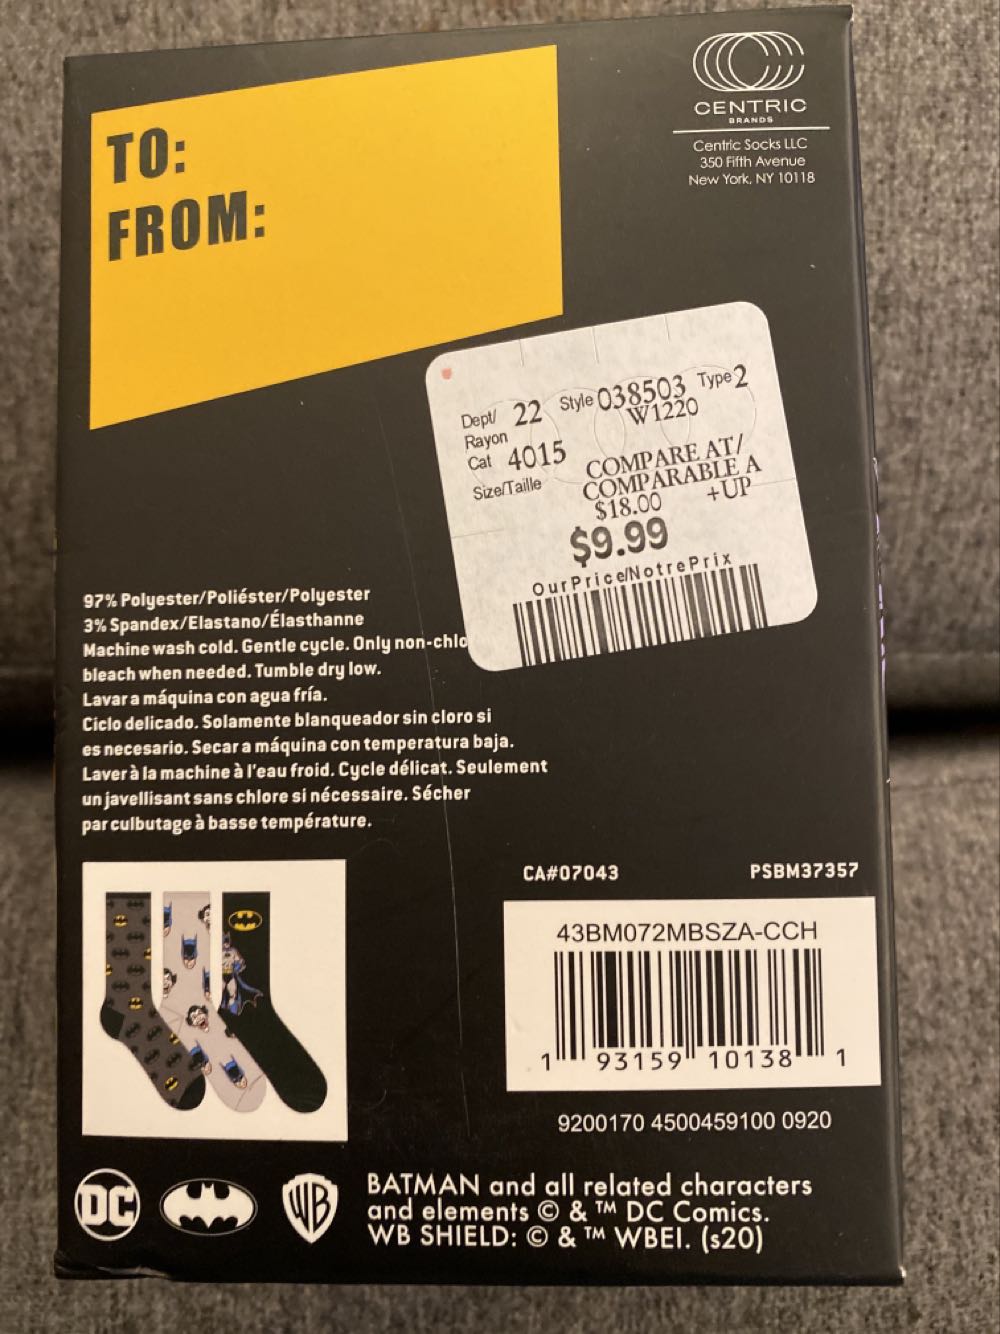 TO:
FROM:
CENTRIC
BRANDS
Centric Socks LLC
350 Fifth Avenue
New York, NY 10118
Dept/ 22 Style 038503 Type 2
Rayon W1220
Cat 4015 COMPARE AT/
Size/Taille COMPARABLE A
$18.00 +UP
$9.99
OurPrice/NotrePrix
97% Polyester/Poliéster/Polyester
3% Spandex/Elastano/Élasthanne
Machine wash cold. Gentle cycle. Only non-chlo
bleach when needed. Tumble dry low.
Lavar a máquina con agua fría.
Ciclo delicado. Solamente blanqueador sin cloro si
es necesario. Secar a máquina con temperatura baja.
Laver à la machine à l'eau froid. Cycle délicat. Seulement
un javellisant sans chlore si nécessaire. Sécher
par culbutage à basse température.
CA#07043 PSBM37357
43BM072MBSZA-CCH
1 93159 10138 1
9200170 4500459100 0920
DC
WB
BATMAN and all related characters
and elements © & ™ DC Comics.
WB SHIELD: © & ™ WBEI. (s20)